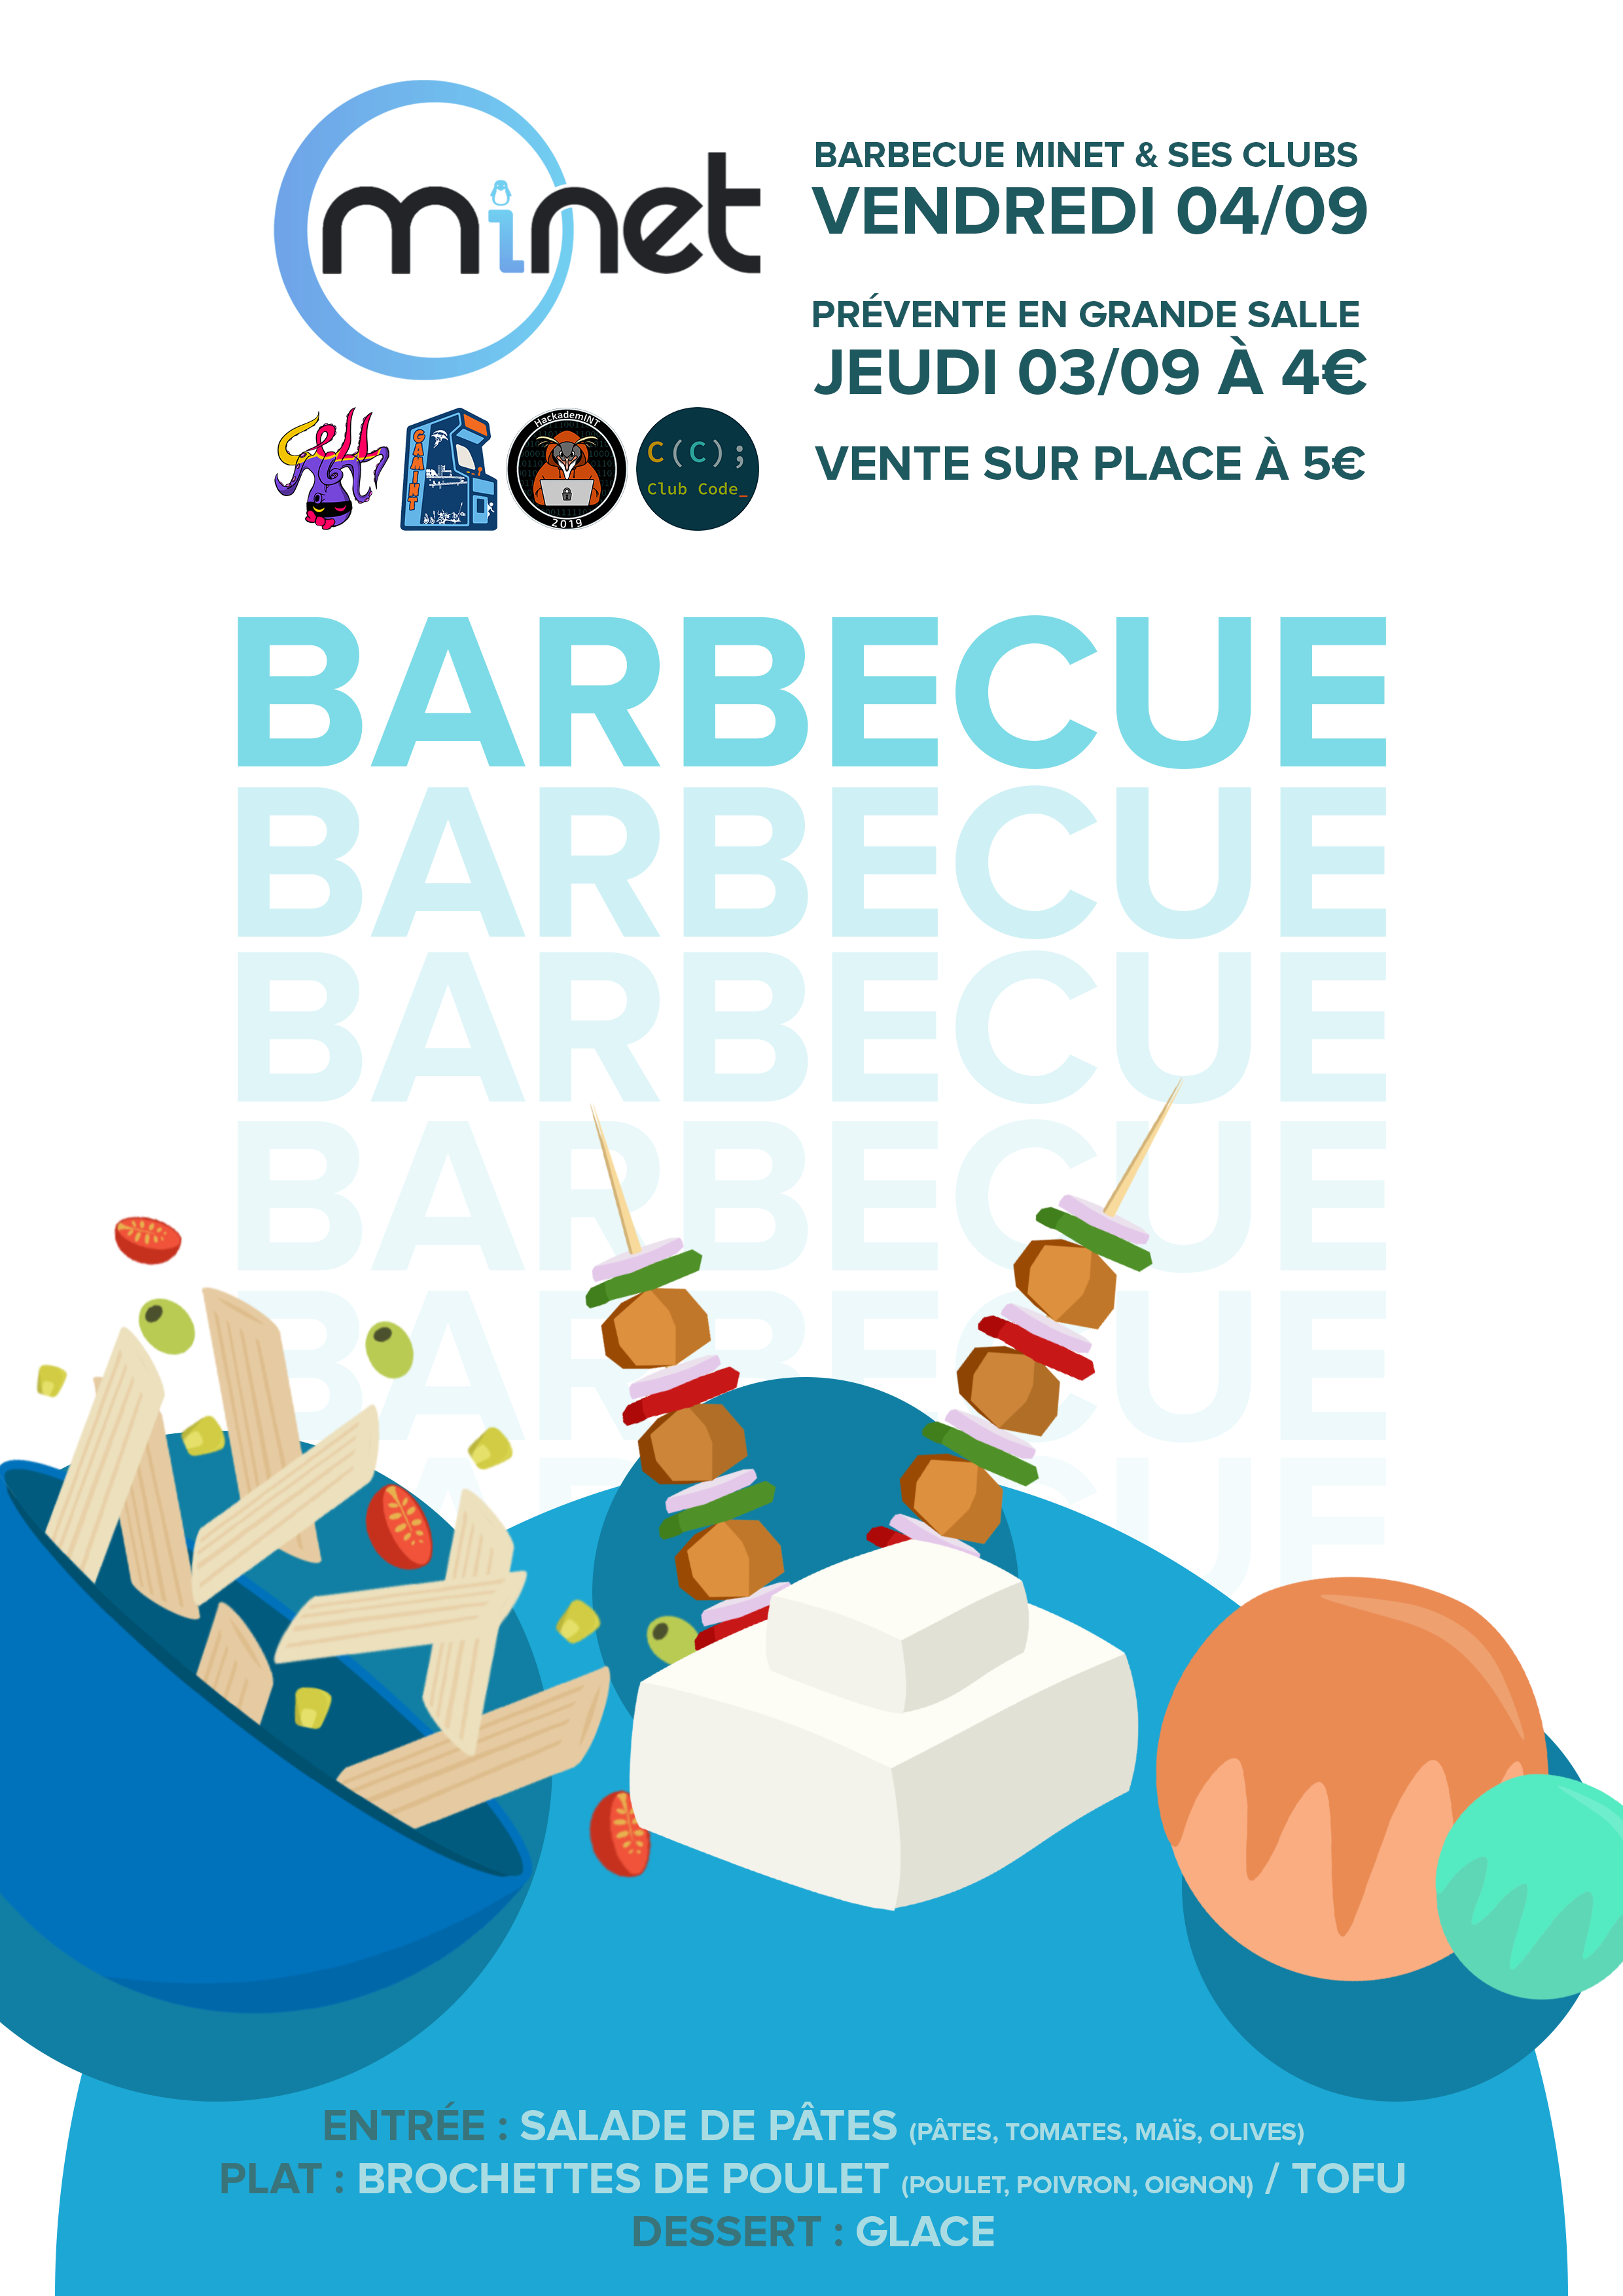 minet
BARBECUE MINET & SES CLUBS
VENDREDI 04/09
PRÉVENTE EN GRANDE SALLE
JEUDI 03/09 À 4€
VENTE SUR PLACE À 5€
GAMINT
HackademINT
2019
C(C);
Club Code_
BARBECUE
BARBECUE
BARBECUE
BARBECUE
BARBECUE
BARBECUE
ENTRÉE : SALADE DE PÂTES (PÂTES, TOMATES, MAÏS, OLIVES)
PLAT : BROCHETTES DE POULET (POULET, POIVRON, OIGNON) / TOFU
DESSERT : GLACE